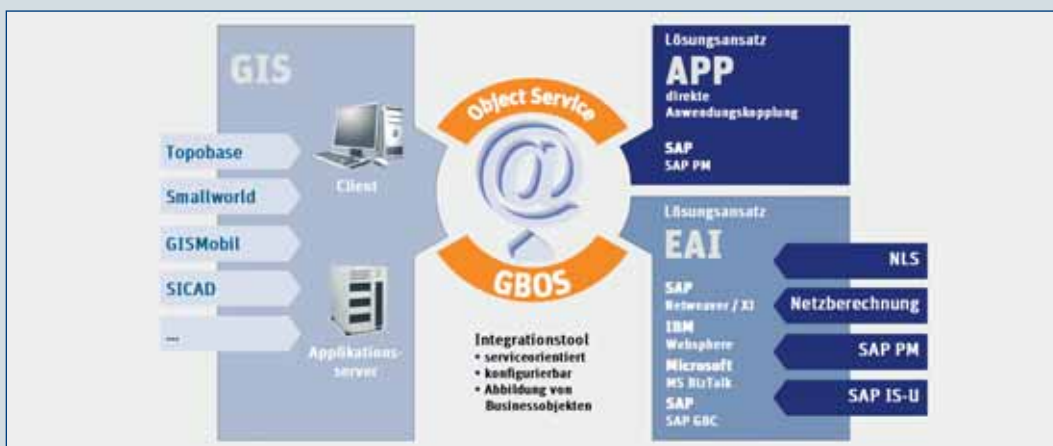 GIS
Topobase
Smallworld
GISMobil
SICAD
...
Client
Applikations-
server
Object Service
@
GBOS
Integrationstool
• serviceorientiert
• konfigurierbar
• Abbildung von
Businessobjekten
Lösungsansatz
APP
direkte
Anwendungskopplung
SAP
SAP PM
Lösungsansatz
EAI
SAP
Netweaver / XI
IBM
Websphere
Microsoft
MS BizTalk
SAP
SAP GBC
NLS
Netzberechnung
SAP PM
SAP IS-U